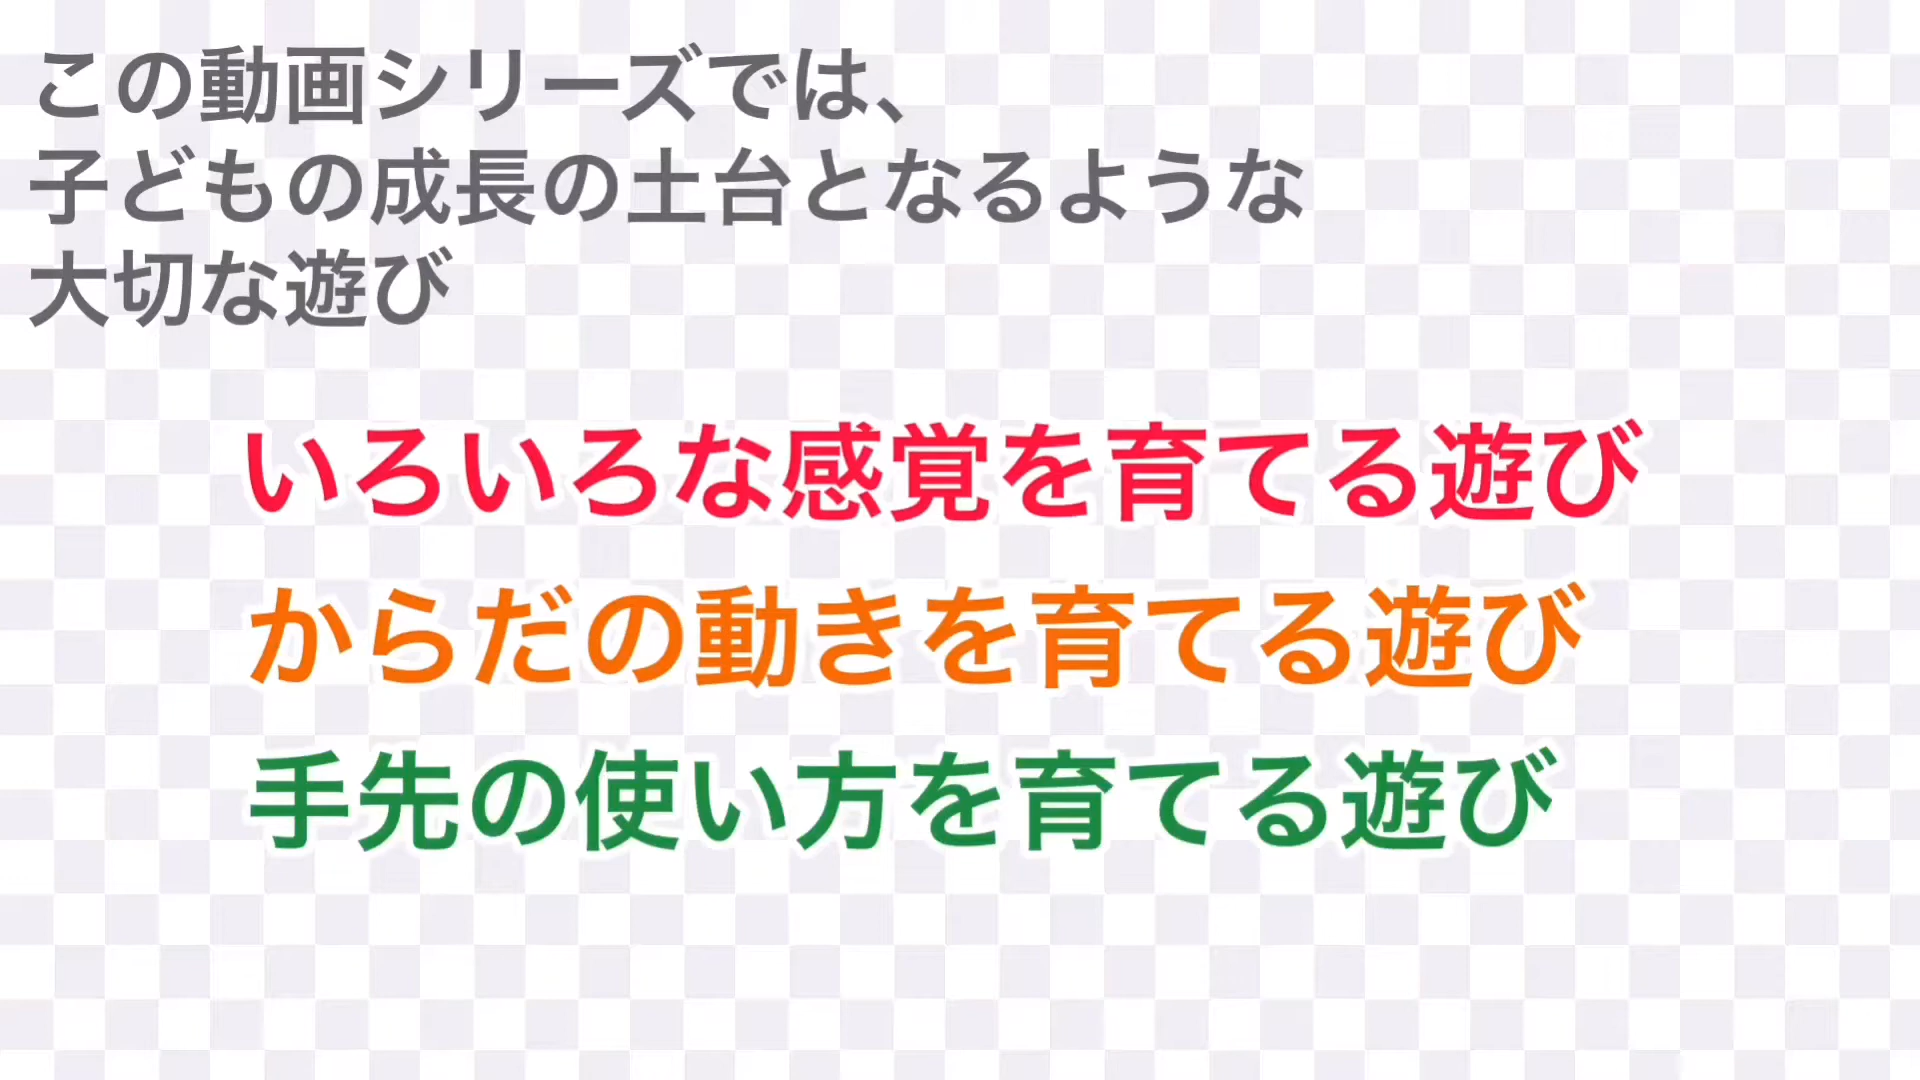 この動画シリーズでは、
子どもの成長の土台となるような
大切な遊び
いろいろな感覚を育てる遊び
からだの動きを育てる遊び
手先の使い方を育てる遊び